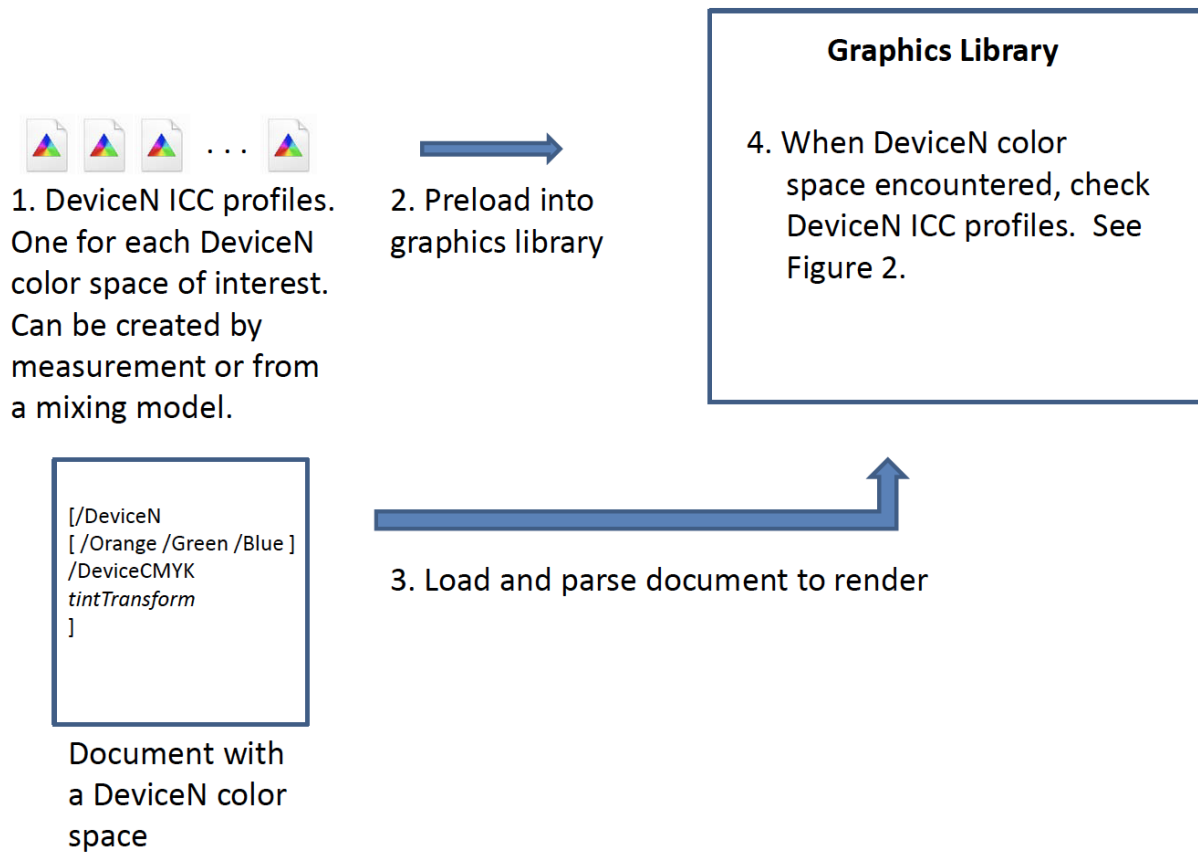 Graphics Library
4. When DeviceN color
space encountered, check
DeviceN ICC profiles.  See
Figure 2.
. . .
1. DeviceN ICC profiles.
One for each DeviceN
color space of interest.
Can be created by
measurement or from
a mixing model.
2. Preload into
graphics library
[/DeviceN
[ /Orange /Green /Blue ]
/DeviceCMYK
tintTransform
]
3. Load and parse document to render
Document with
a DeviceN color
space